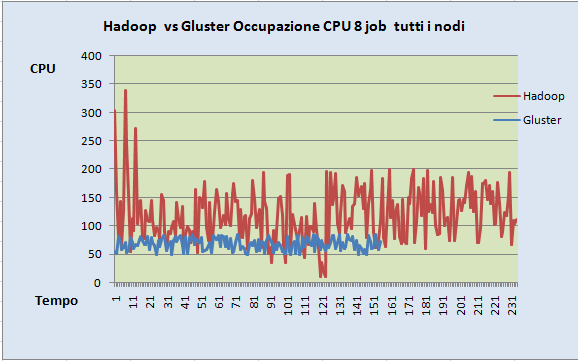 Hadoop vs Gluster Occupazione CPU 8 job tutti i nodi
CPU
400
350
300
250
200
150
100
50
0
Hadoop
Gluster
Tempo
1 11 21 31 41 51 61 71 81 91 101 111 121 131 141 151 161 171 181 191 201 211 221 231